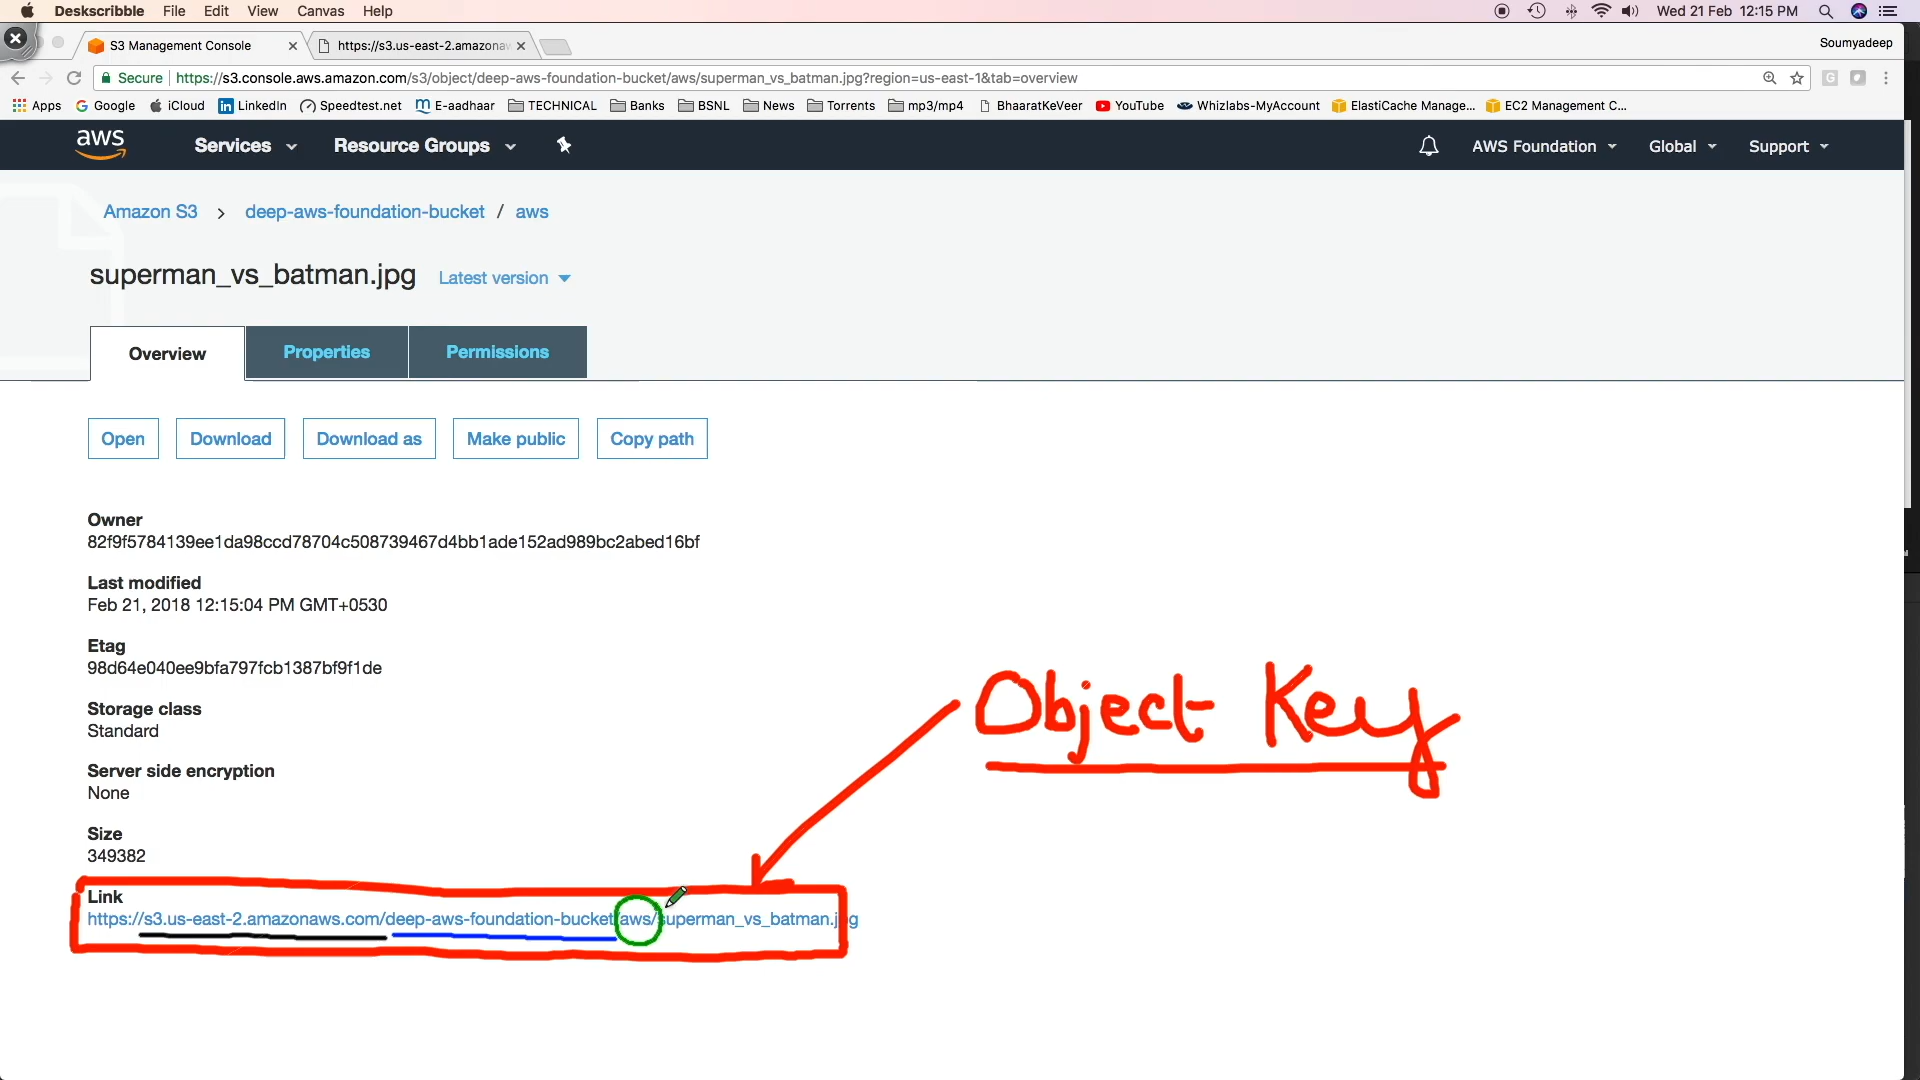 Deskscribble File Edit View Canvas Help Wed 21 Feb 12:15 PM
S3 Management Console https://s3.us-east-2.amazonaw Soumyadeep
Secure https://s3.console.aws.amazon.com/s3/object/deep-aws-foundation-bucket/aws/superman_vs_batman.jpg?region=us-east-1&tab=overview
Apps Google iCloud LinkedIn Speedtest.net E-aadhaar TECHNICAL Banks BSNL News Torrents mp3/mp4 BhaaratKeVeer YouTube Whizlabs-MyAccount ElastiCache Manage... EC2 Management C...
aws Services Resource Groups AWS Foundation Global Support
Amazon S3 > deep-aws-foundation-bucket / aws
superman_vs_batman.jpg Latest version
Overview Properties Permissions
Open Download Download as Make public Copy path
Owner
82f9f5784139ee1da98ccd78704c508739467d4bb1ade152ad989bc2abed16bf
Last modified
Feb 21, 2018 12:15:04 PM GMT+0530
Etag
98d64e040ee9bfa797fcb1387bf9f1de
Storage class
Standard
Object Key
Server side encryption
None
Size
349382
Link
https://s3.us-east-2.amazonaws.com/deep-aws-foundation-bucket/aws/superman_vs_batman.jpg